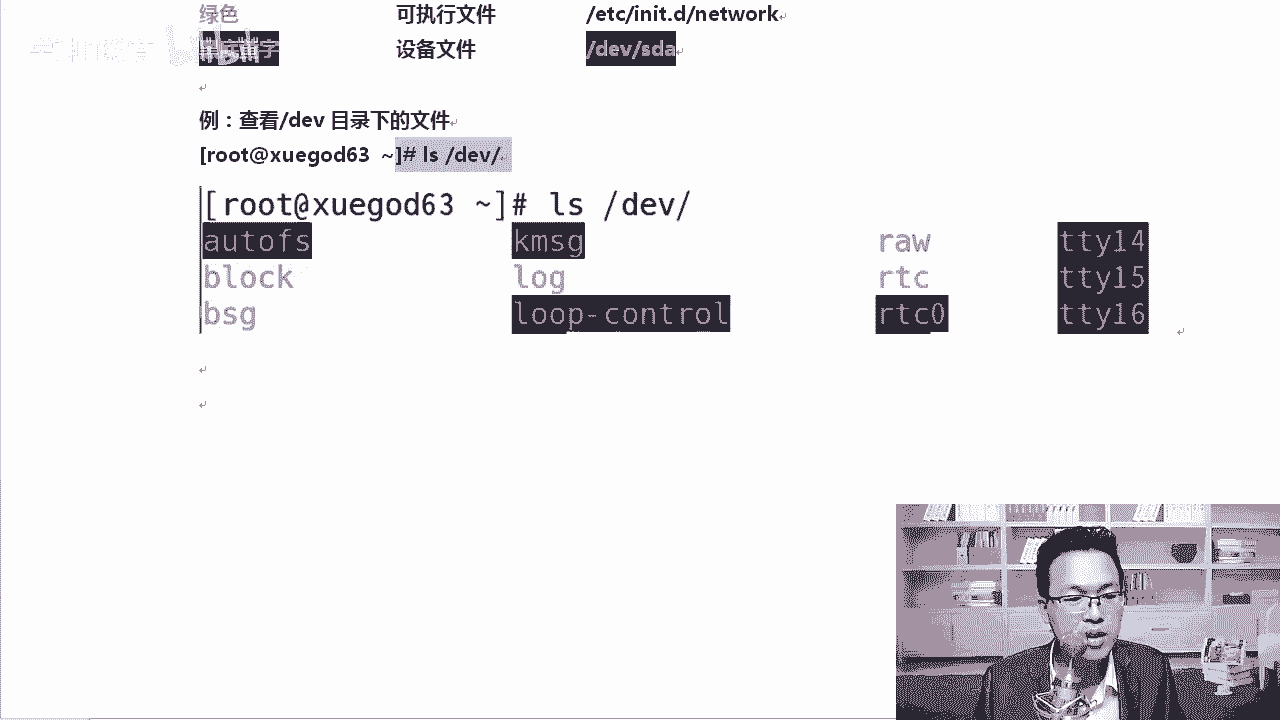 绿色 可执行文件 /etc/init.d/network
设备文件 /dev/sda
例：查看/dev 目录下的文件
[root@xuegod63 ~]# ls /dev/
[root@xuegod63 ~]# ls /dev/
autofs kmsg raw tty14
block log rtc tty15
bsg loop-control rtc0 tty16